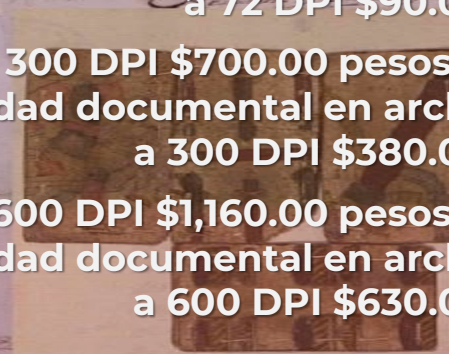 a 72 DPI $90.0
300 DPI $700.00 pesos
dad documental en arch
a 300 DPI $380.0
600 DPI $1,160.00 pesos
dad documental en arch
a 600 DPI $630.0